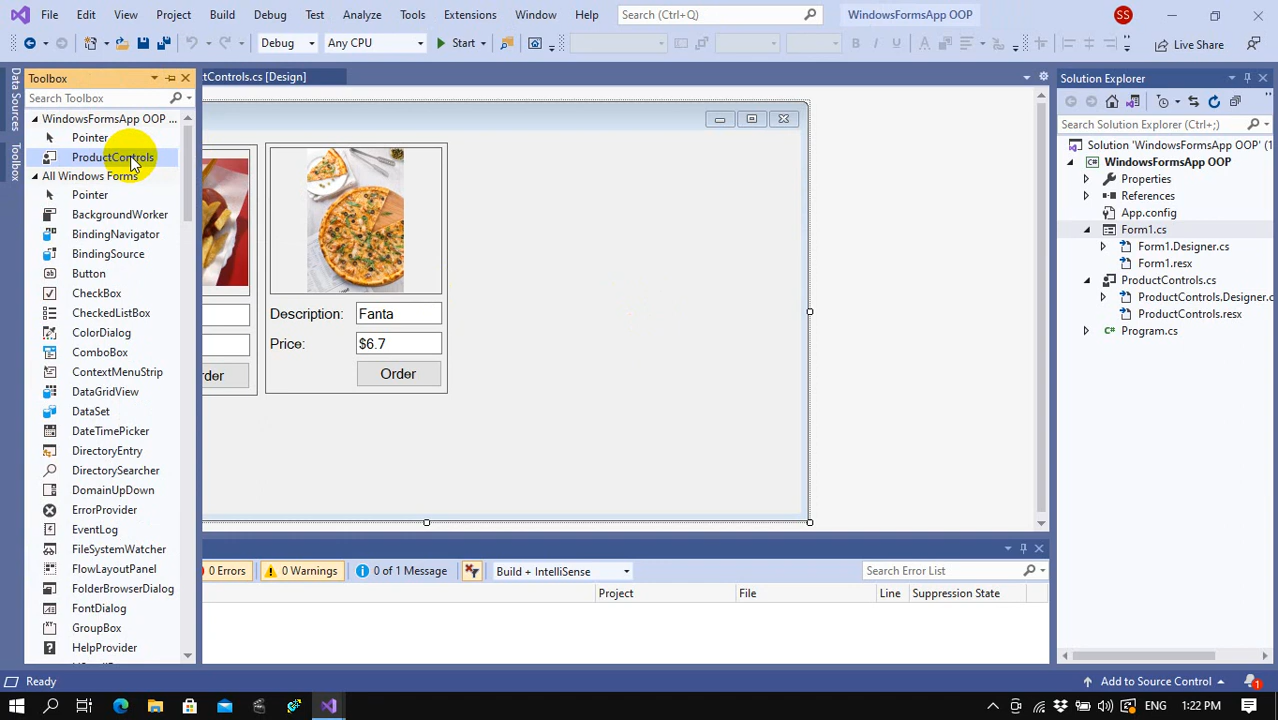 File Edit View Project Build Debug Test Analyze Tools Extensions Window Help Search (Ctrl+Q) WindowsFormsApp OOP SS
Debug Any CPU Start Live Share
Toolbox
Search Toolbox
WindowsFormsApp OOP ...
Pointer
ProductControls
All Windows Forms
Pointer
BackgroundWorker
BindingNavigator
BindingSource
Button
CheckBox
CheckedListBox
ColorDialog
ComboBox
ContextMenuStrip
DataGridView
DataSet
DateTimePicker
DirectoryEntry
DirectorySearcher
DomainUpDown
ErrorProvider
EventLog
FileSystemWatcher
FlowLayoutPanel
FolderBrowserDialog
FontDialog
GroupBox
HelpProvider
Data Sources
Toolbox
tControls.cs [Design]
Description: Fanta
Price: $6.7
rder
Order
0 Errors 0 Warnings 0 of 1 Message Build + IntelliSense Search Error List
Project File Line Suppression State
Solution Explorer
Search Solution Explorer (Ctrl+;)
Solution 'WindowsFormsApp OOP' (1
WindowsFormsApp OOP
Properties
References
App.config
Form1.cs
Form1.Designer.cs
Form1.resx
ProductControls.cs
ProductControls.Designer.c
ProductControls.resx
Program.cs
Ready Add to Source Control 1
ENG 1:22 PM